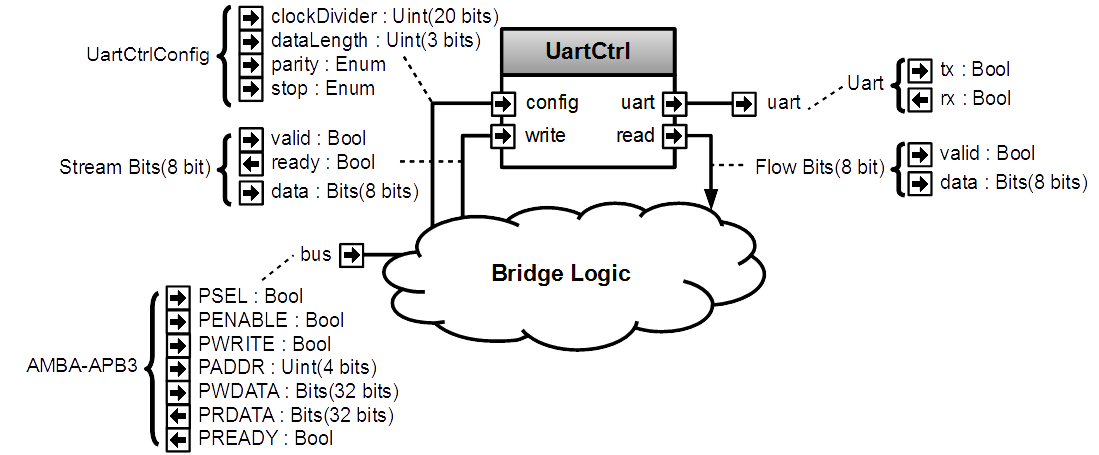 clockDivider : Uint(20 bits)
dataLength : Uint(3 bits)
UartCtrlConfig
parity : Enum
stop : Enum
UartCtrl
config
uart
write
read
uart
Uart
tx : Bool
rx : Bool
valid : Bool
Stream Bits(8 bit)
ready : Bool
data : Bits(8 bits)
Flow Bits(8 bit)
valid : Bool
data : Bits(8 bits)
bus
Bridge Logic
PSEL : Bool
PENABLE : Bool
PWRITE : Bool
AMBA-APB3
PADDR : Uint(4 bits)
PWDATA : Bits(32 bits)
PRDATA : Bits(32 bits)
PREADY : Bool